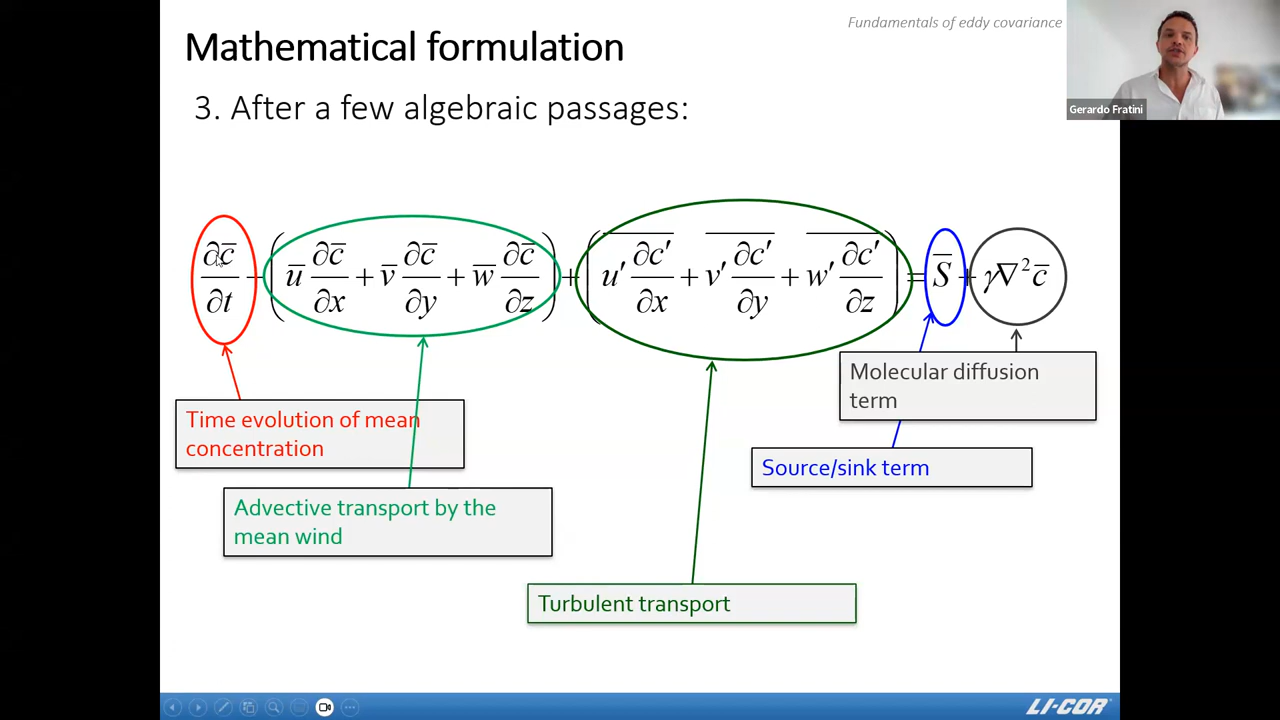 Fundamentals of eddy covariance
Mathematical formulation
Gerardo Fratini
3. After a few algebraic passages:
∂c̅/∂t + (u̅ ∂c̅/∂x + v̅ ∂c̅/∂y + w̅ ∂c̅/∂z) + (u′ ∂c′/∂x + v′ ∂c′/∂y + w′ ∂c′/∂z) = S̅ + γ∇²c̅
Molecular diffusion
term
Time evolution of mean
concentration
Source/sink term
Advective transport by the
mean wind
Turbulent transport
LI-COR